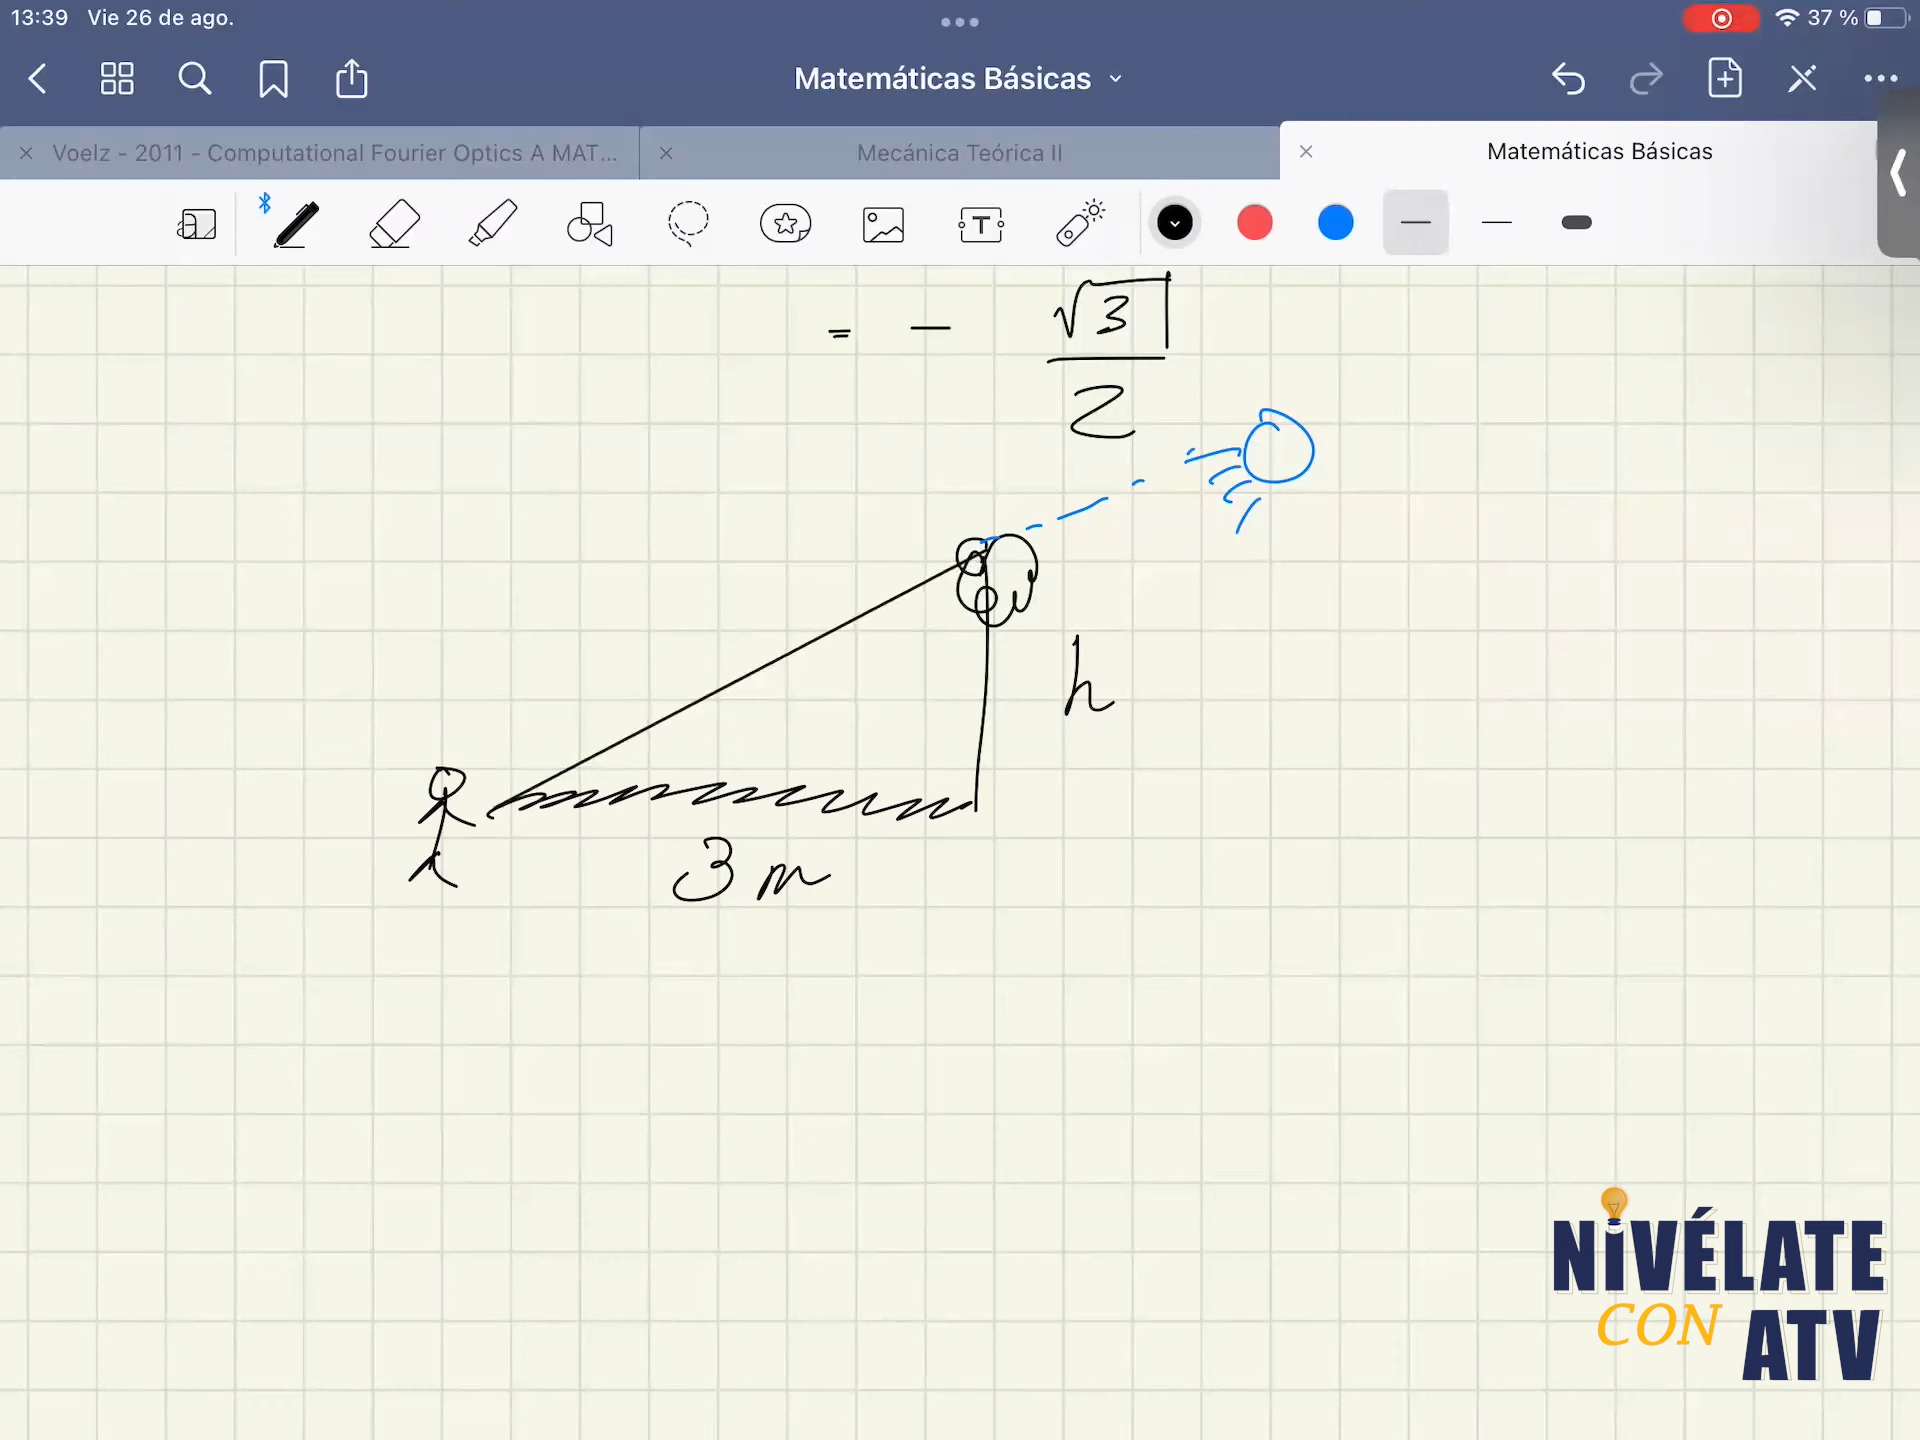 13:39 Vie 26 de ago.
37 %
Matemáticas Básicas
Voelz - 2011 - Computational Fourier Optics A MAT...
Mecánica Teórica II
Matemáticas Básicas
= - √3
2
h
3 m
NIVÉLATE
CON
ATV